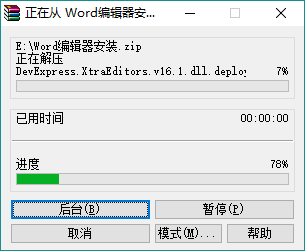 正在从 Word编辑器安...
E:\Word编辑器安装.zip
正在解压
DevExpress.XtraEditors.v16.1.dll.deploy 7%
已用时间 00:00:00
进度 78%
后台(B) 暂停(P)
取消 模式(M)... 帮助